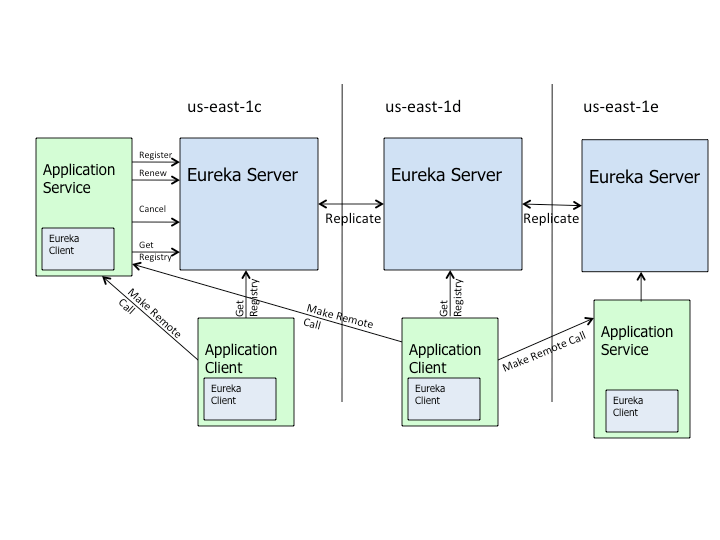 us-east-1c
us-east-1d
us-east-1e
Application
Service
Eureka
Client
Register
Renew
Cancel
Get
Registry
Eureka Server
Replicate
Eureka Server
Replicate
Eureka Server
Make Remote
Call
Get
Registry
Make Remote
Call
Get
Registry
Make Remote Call
Application
Client
Eureka
Client
Application
Client
Eureka
Client
Application
Service
Eureka
Client